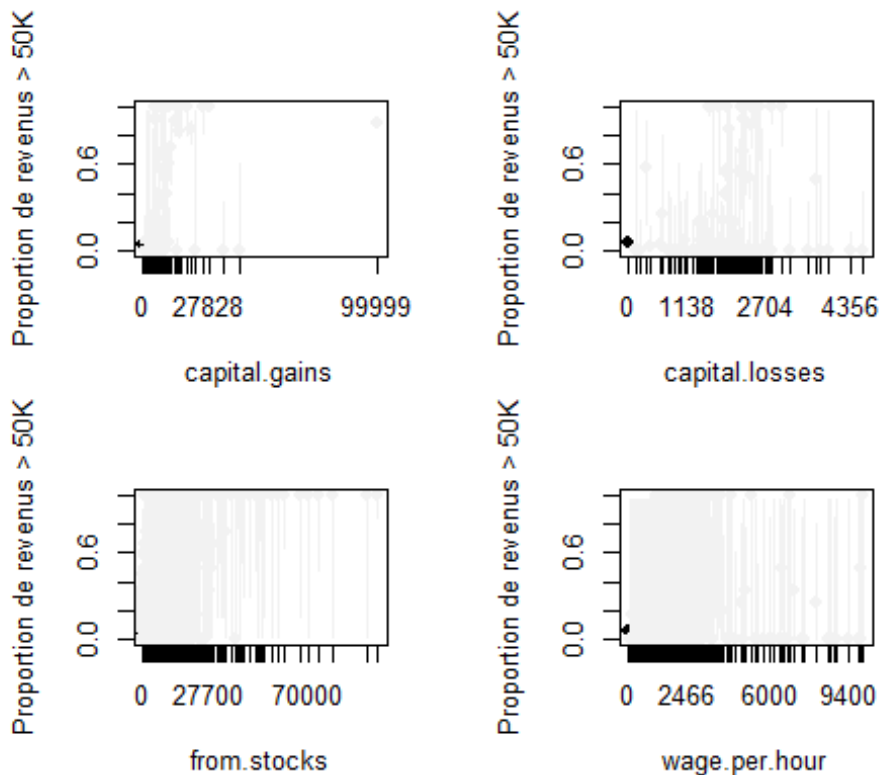 Proportion de revenus > 50K
0.6
0.0
0 27828 99999
capital.gains
Proportion de revenus > 50K
0.6
0.0
0 1138 2704 4356
capital.losses
Proportion de revenus > 50K
0.6
0.0
0 27700 70000
from.stocks
Proportion de revenus > 50K
0.6
0.0
0 2466 6000 9400
wage.per.hour